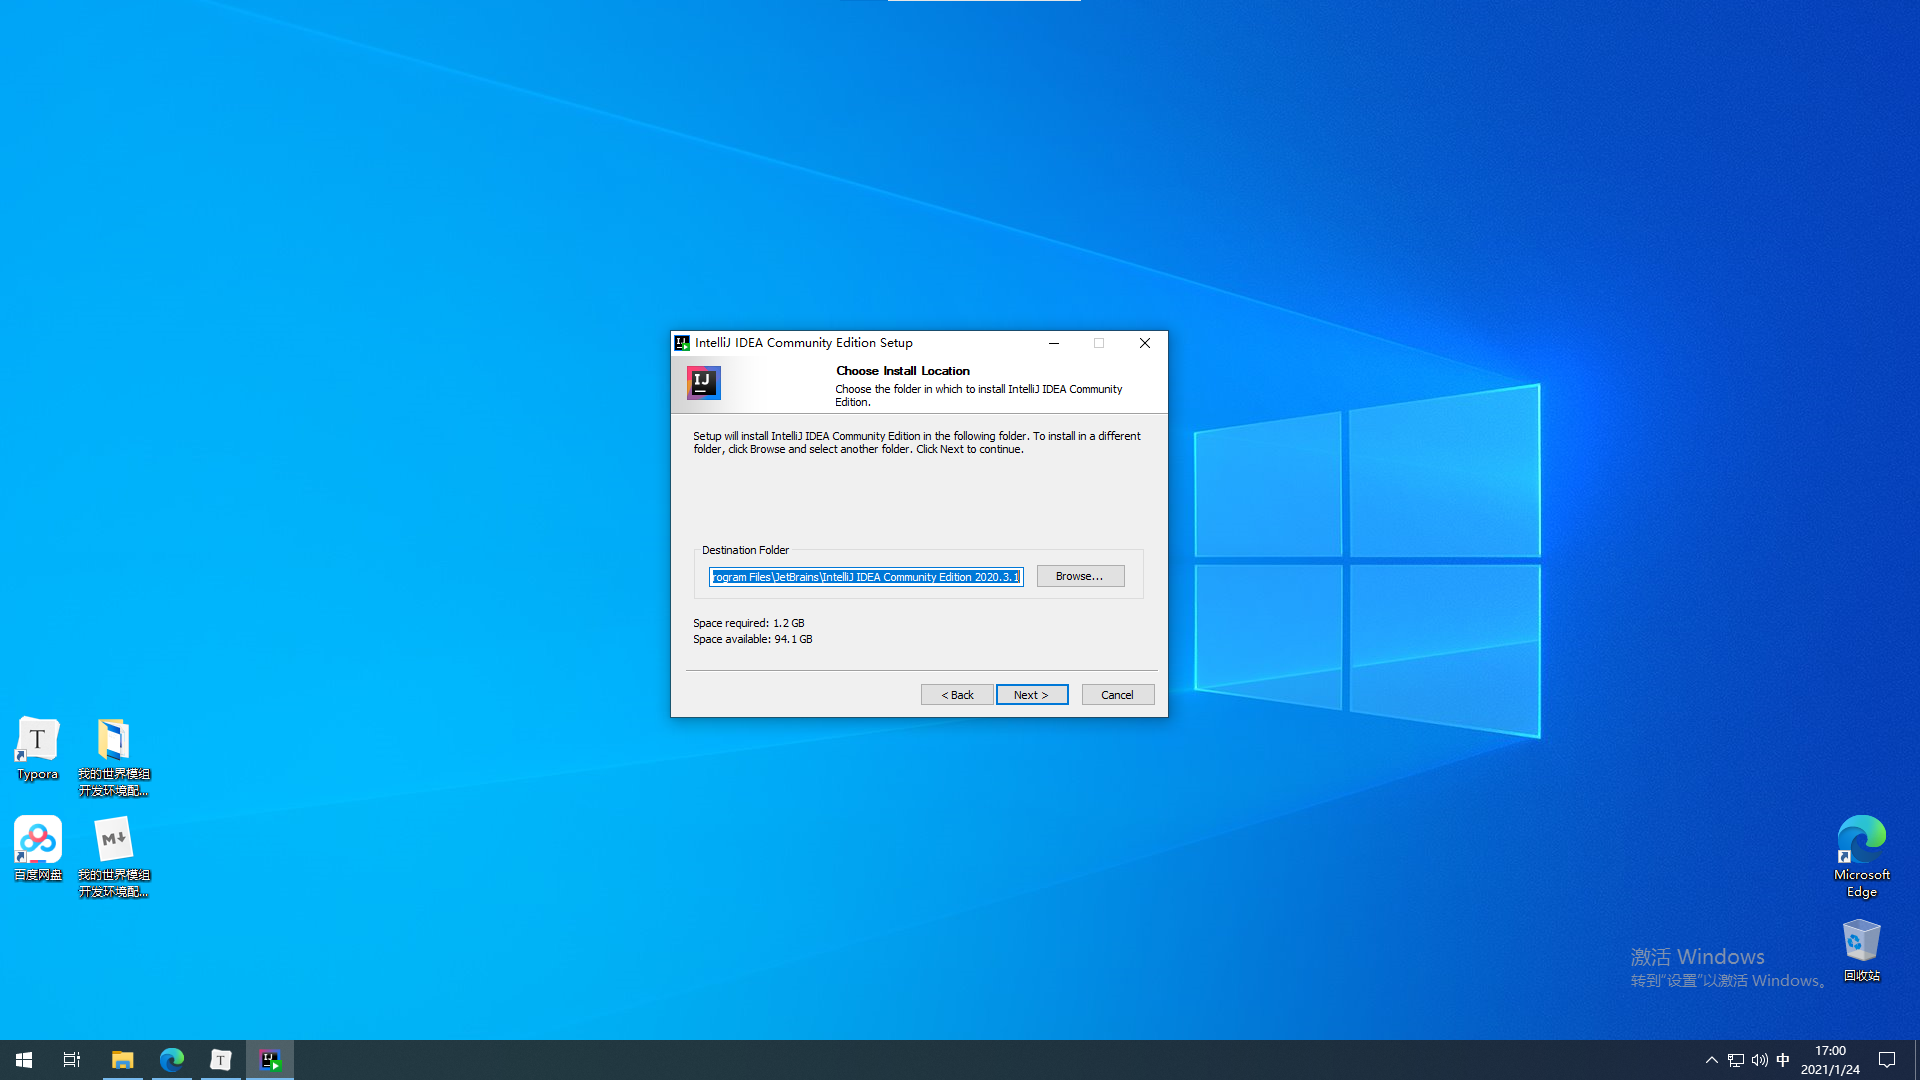 IntelliJ IDEA Community Edition Setup
IJ
Choose Install Location
Choose the folder in which to install IntelliJ IDEA Community
Edition.
Setup will install IntelliJ IDEA Community Edition in the following folder. To install in a different
folder, click Browse and select another folder. Click Next to continue.
Destination Folder
rogram Files\JetBrains\IntelliJ IDEA Community Edition 2020.3.1
Browse...
Space required: 1.2 GB
Space available: 94.1 GB
< Back
Next >
Cancel
T
Typora
我的世界模组
开发环境配...
百度网盘
M
我的世界模组
开发环境配...
Microsoft
Edge
回收站
激活 Windows
转到“设置”以激活 Windows。
T
IJ
中
17:00
2021/1/24